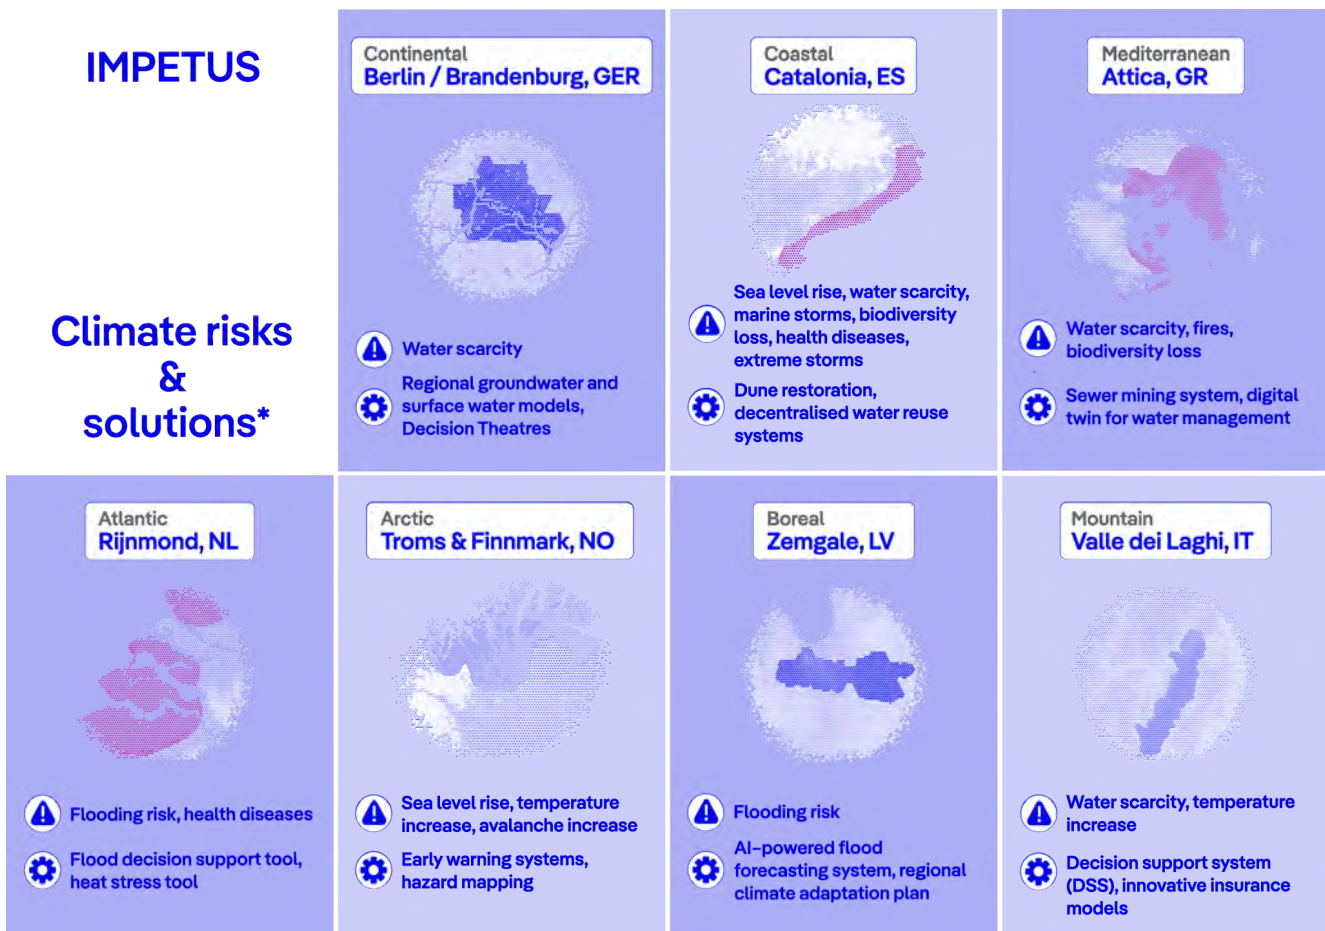 IMPETUS
Climate risks
&
solutions*
Continental
Berlin / Brandenburg, GER
Water scarcity
Regional groundwater and
surface water models,
Decision Theatres
Coastal
Catalonia, ES
Sea level rise, water scarcity,
marine storms, biodiversity
loss, health diseases,
extreme storms
Dune restoration,
decentralised water reuse
systems
Mediterranean
Attica, GR
Water scarcity, fires,
biodiversity loss
Sewer mining system, digital
twin for water management
Atlantic
Rijnmond, NL
Flooding risk, health diseases
Flood decision support tool,
heat stress tool
Arctic
Troms & Finnmark, NO
Sea level rise, temperature
increase, avalanche increase
Early warning systems,
hazard mapping
Boreal
Zemgale, LV
Flooding risk
AI-powered flood
forecasting system, regional
climate adaptation plan
Mountain
Valle dei Laghi, IT
Water scarcity, temperature
increase
Decision support system
(DSS), innovative insurance
models